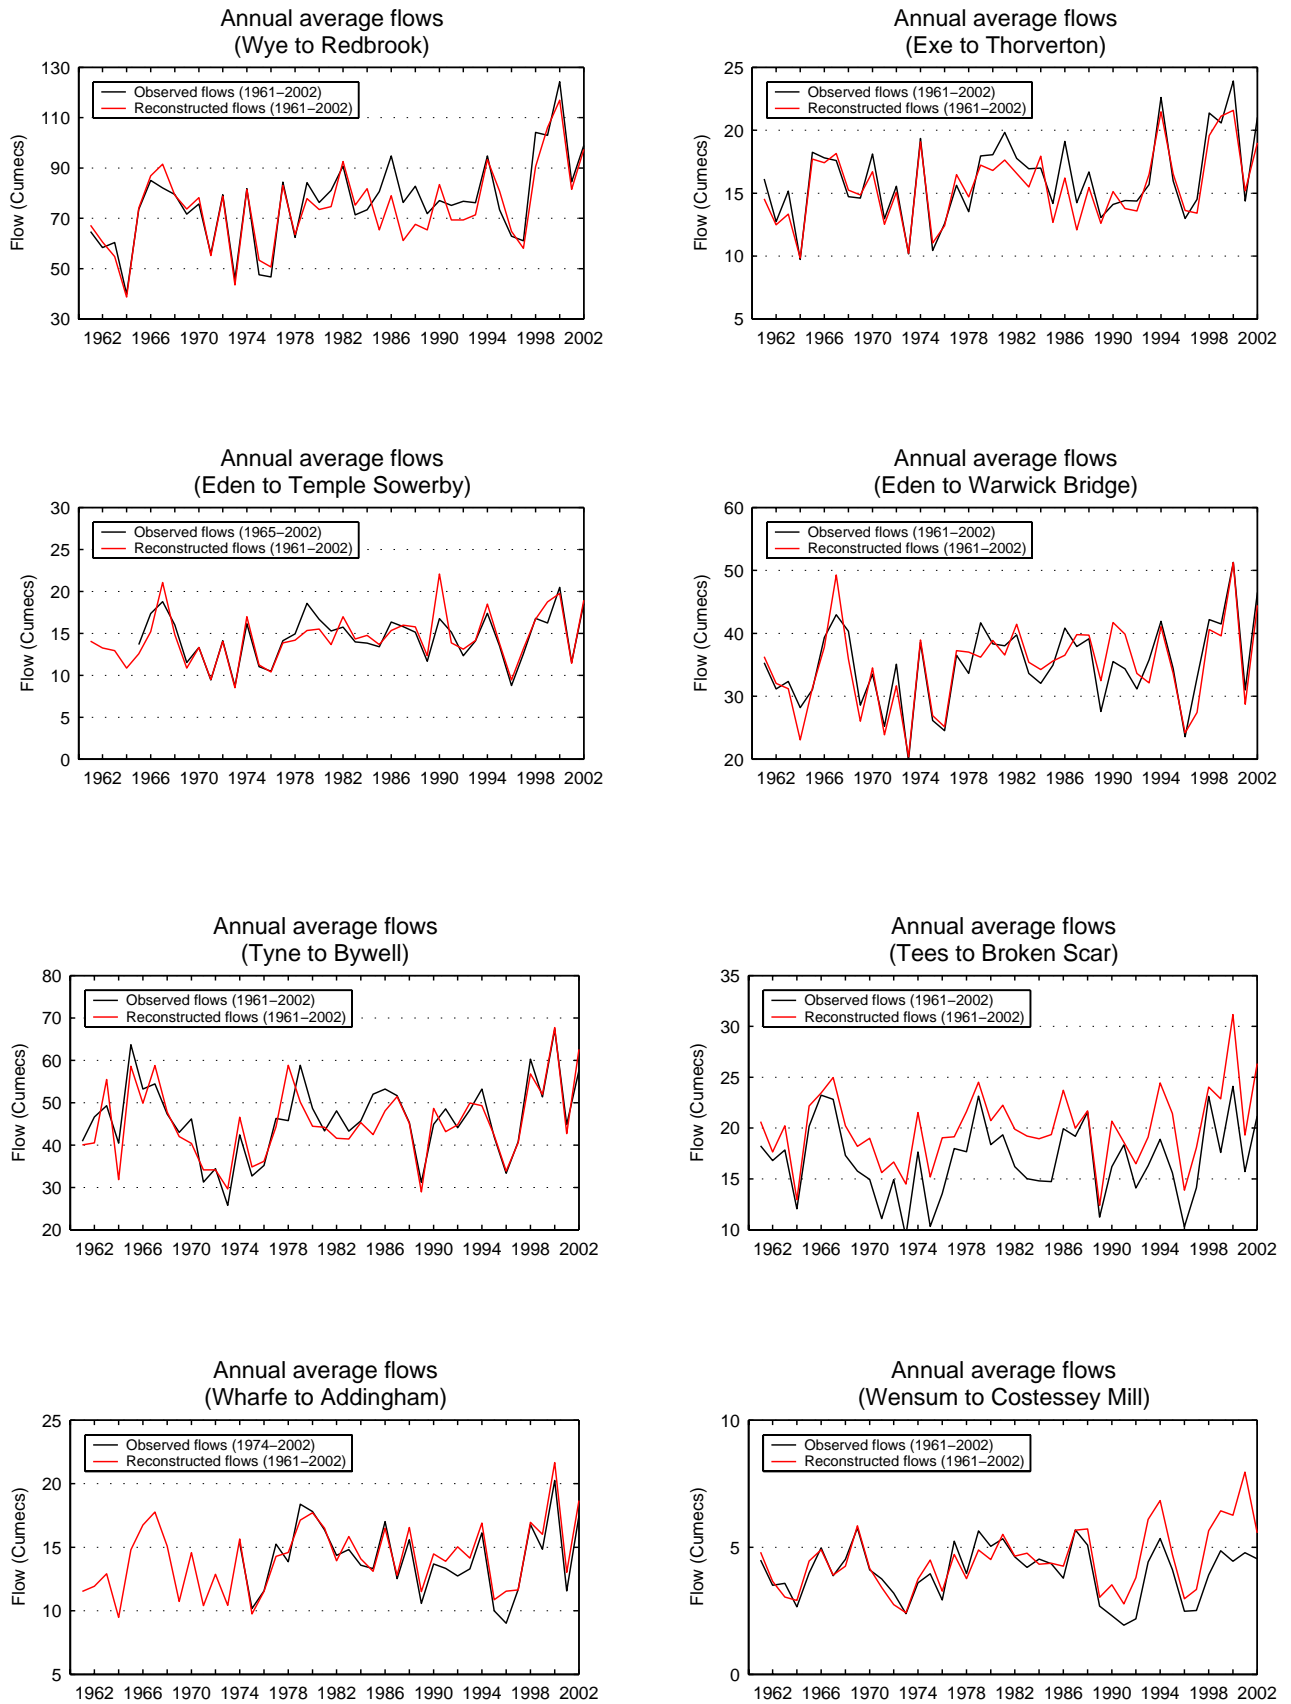 Annual average flows
(Wye to Redbrook)
Flow (Cumecs)
130
110
90
70
50
30
Observed flows (1961−2002)
Reconstructed flows (1961−2002)
1962 1966 1970 1974 1978 1982 1986 1990 1994 1998 2002
Annual average flows
(Exe to Thorverton)
Flow (Cumecs)
25
20
15
10
5
Observed flows (1961−2002)
Reconstructed flows (1961−2002)
1962 1966 1970 1974 1978 1982 1986 1990 1994 1998 2002
Annual average flows
(Eden to Temple Sowerby)
Flow (Cumecs)
30
25
20
15
10
5
0
Observed flows (1965−2002)
Reconstructed flows (1961−2002)
1962 1966 1970 1974 1978 1982 1986 1990 1994 1998 2002
Annual average flows
(Eden to Warwick Bridge)
Flow (Cumecs)
60
50
40
30
20
Observed flows (1961−2002)
Reconstructed flows (1961−2002)
1962 1966 1970 1974 1978 1982 1986 1990 1994 1998 2002
Annual average flows
(Tyne to Bywell)
Flow (Cumecs)
80
70
60
50
40
30
20
Observed flows (1961−2002)
Reconstructed flows (1961−2002)
1962 1966 1970 1974 1978 1982 1986 1990 1994 1998 2002
Annual average flows
(Tees to Broken Scar)
Flow (Cumecs)
35
30
25
20
15
10
Observed flows (1961−2002)
Reconstructed flows (1961−2002)
1962 1966 1970 1974 1978 1982 1986 1990 1994 1998 2002
Annual average flows
(Wharfe to Addingham)
Flow (Cumecs)
25
20
15
10
5
Observed flows (1974−2002)
Reconstructed flows (1961−2002)
1962 1966 1970 1974 1978 1982 1986 1990 1994 1998 2002
Annual average flows
(Wensum to Costessey Mill)
Flow (Cumecs)
10
5
0
Observed flows (1961−2002)
Reconstructed flows (1961−2002)
1962 1966 1970 1974 1978 1982 1986 1990 1994 1998 2002